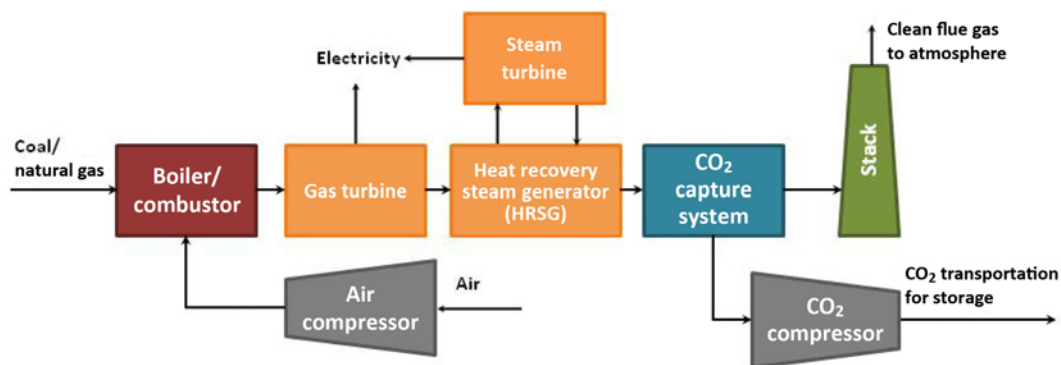 Clean flue gas
to atmosphere
Steam
turbine
Electricity
Stack
Coal/
natural gas
Boiler/
combustor
Gas turbine
Heat recovery
steam generator
(HRSG)
CO₂
capture
system
Air
compressor
Air
CO₂ transportation
for storage
CO₂
compressor